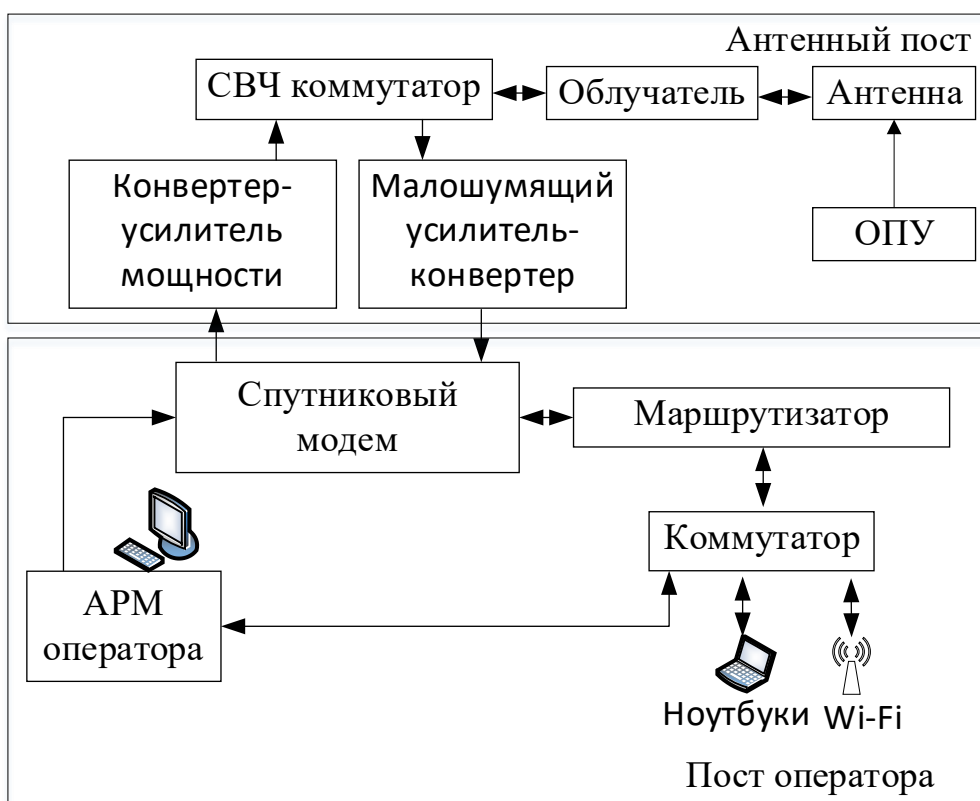 Антенный пост
СВЧ коммутатор
Облучатель
Антенна
Конвертер-
усилитель
мощности
Малошумящий
усилитель-
конвертер
ОПУ
Спутниковый
модем
Маршрутизатор
Коммутатор
АРМ
оператора
Ноутбуки
Wi-Fi
Пост оператора